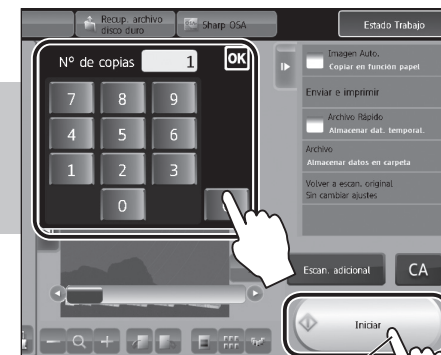 Recup. archivo
disco duro
Sharp OSA
Estado Trabajo
Nº de copias
1
OK
7
8
9
4
5
6
1
2
3
0
Imagen Auto.
Copiar en función papel
Enviar e imprimir
Archivo Rápido
Almacenar dat. temporal.
Archivo
Almacenar datos en carpeta
Volver a escan. original
Sin cambiar ajustes
Escan. adicional
CA
Iniciar